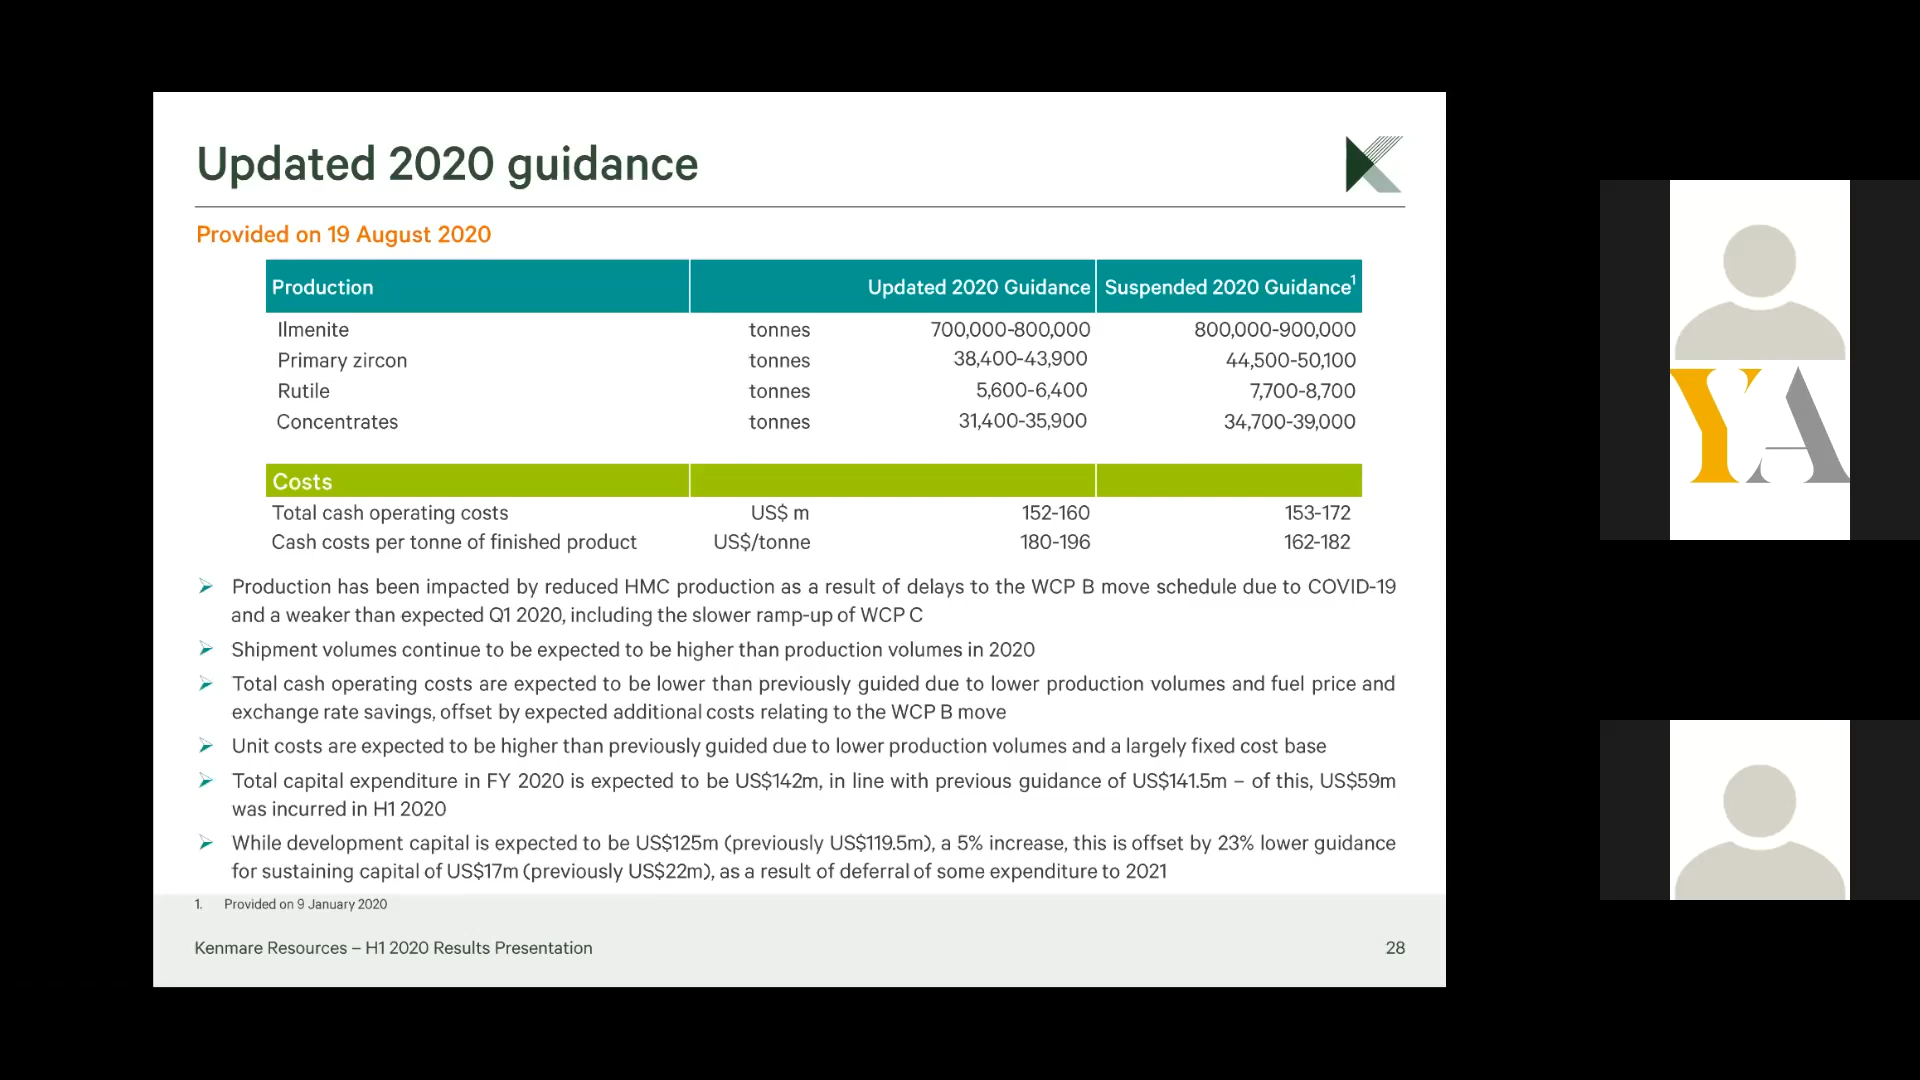 Updated 2020 guidance
Provided on 19 August 2020
Production Updated 2020 Guidance Suspended 2020 Guidance1
Ilmenite tonnes 700,000-800,000 800,000-900,000
Primary zircon tonnes 38,400-43,900 44,500-50,100
Rutile tonnes 5,600-6,400 7,700-8,700
Concentrates tonnes 31,400-35,900 34,700-39,000
Costs
Total cash operating costs US$ m 152-160 153-172
Cash costs per tonne of finished product US$/tonne 180-196 162-182
Production has been impacted by reduced HMC production as a result of delays to the WCP B move schedule due to COVID-19
and a weaker than expected Q1 2020, including the slower ramp-up of WCP C
Shipment volumes continue to be expected to be higher than production volumes in 2020
Total cash operating costs are expected to be lower than previously guided due to lower production volumes and fuel price and
exchange rate savings, offset by expected additional costs relating to the WCP B move
Unit costs are expected to be higher than previously guided due to lower production volumes and a largely fixed cost base
Total capital expenditure in FY 2020 is expected to be US$142m, in line with previous guidance of US$141.5m – of this, US$59m
was incurred in H1 2020
While development capital is expected to be US$125m (previously US$119.5m), a 5% increase, this is offset by 23% lower guidance
for sustaining capital of US$17m (previously US$22m), as a result of deferral of some expenditure to 2021
1. Provided on 9 January 2020
Kenmare Resources – H1 2020 Results Presentation 28
YA